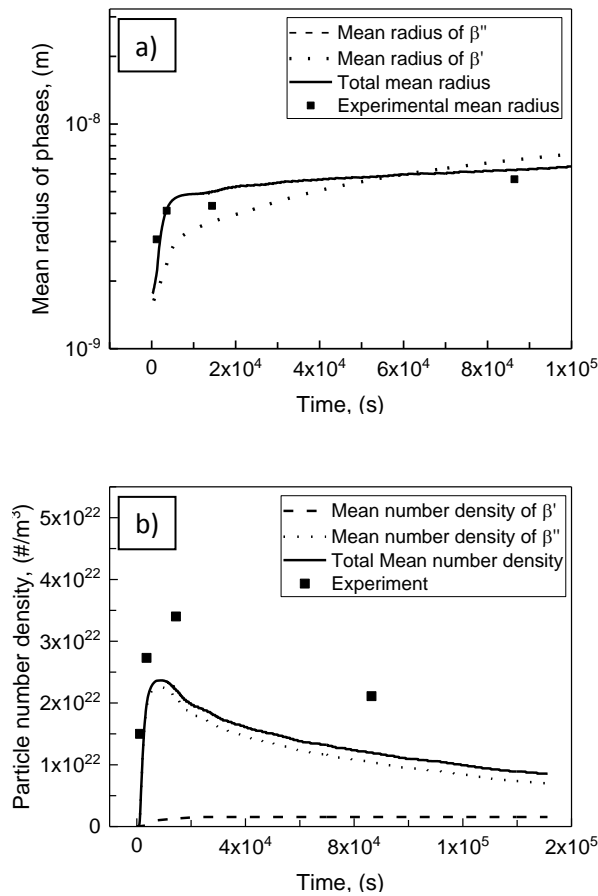 a)
Mean radius of β"
Mean radius of β'
Total mean radius
Experimental mean radius
Mean radius of phases, (m)
10⁻⁸
10⁻⁹
0
2x10⁴
4x10⁴
6x10⁴
8x10⁴
1x10⁵
Time, (s)
b)
Mean number density of β'
Mean number density of β"
Total Mean number density
Experiment
Particle number density, (#/m³)
5x10²²
4x10²²
3x10²²
2x10²²
1x10²²
0
0
4x10⁴
8x10⁴
1x10⁵
2x10⁵
Time, (s)